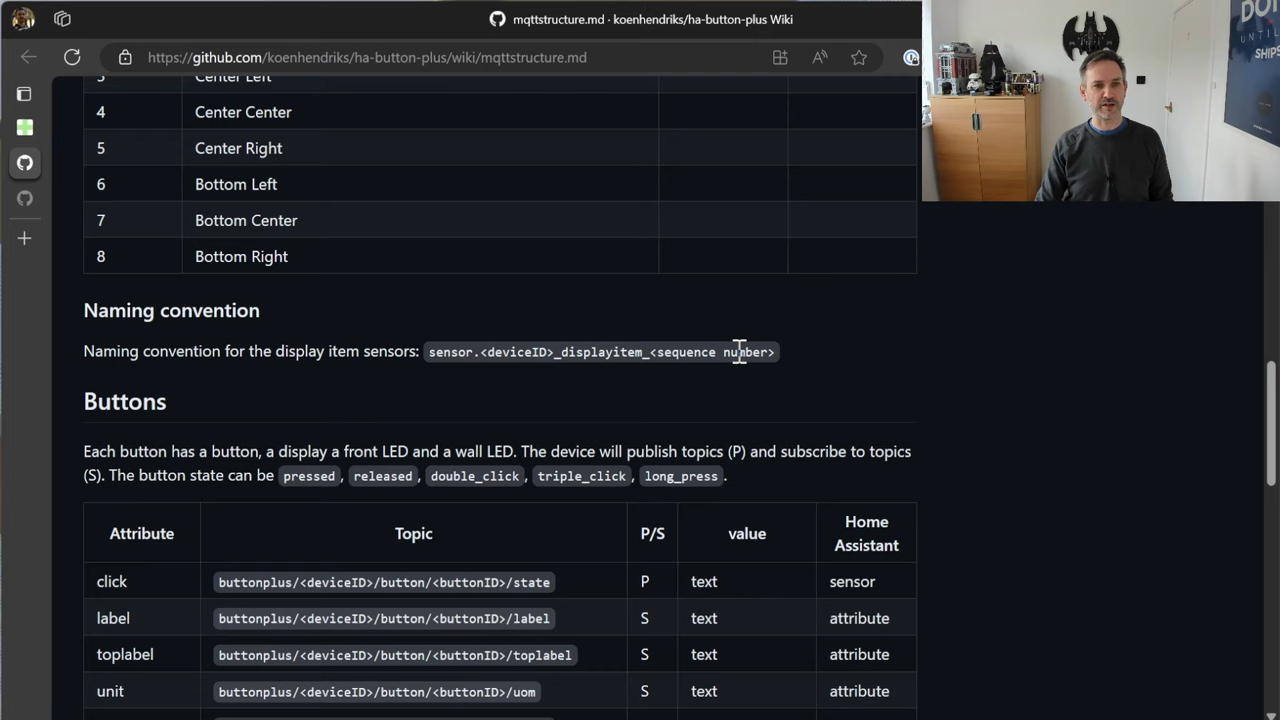 mqttstructure.md · koenhendriks/ha-button-plus Wiki
https://github.com/koenhendriks/ha-button-plus/wiki/mqttstructure.md
3 Center Left
4 Center Center
5 Center Right
6 Bottom Left
7 Bottom Center
8 Bottom Right
Naming convention
Naming convention for the display item sensors: sensor.<deviceID>_displayitem_<sequence number>
Buttons
Each button has a button, a display a front LED and a wall LED. The device will publish topics (P) and subscribe to topics
(S). The button state can be pressed, released, double_click, triple_click, long_press.
Attribute Topic P/S value Home
Assistant
click buttonplus/<deviceID>/button/<buttonID>/state P text sensor
label buttonplus/<deviceID>/button/<buttonID>/label S text attribute
toplabel buttonplus/<deviceID>/button/<buttonID>/toplabel S text attribute
unit buttonplus/<deviceID>/button/<buttonID>/uom S text attribute
UNTIL
SHIPS